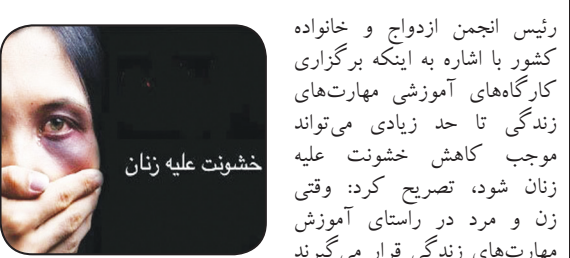 رئیس انجمن ازدواج و خانواده
کشور با اشاره به اینکه برگزاری
کارگاه‌های آموزشی مهارت‌های
زندگی تا حد زیادی می‌تواند
موجب کاهش خشونت علیه
زنان شود، تصریح کرد: وقتی
زن و مرد در راستای آموزش
مهارت‌های زندگی قرار می‌گیرند
خشونت علیه زنان